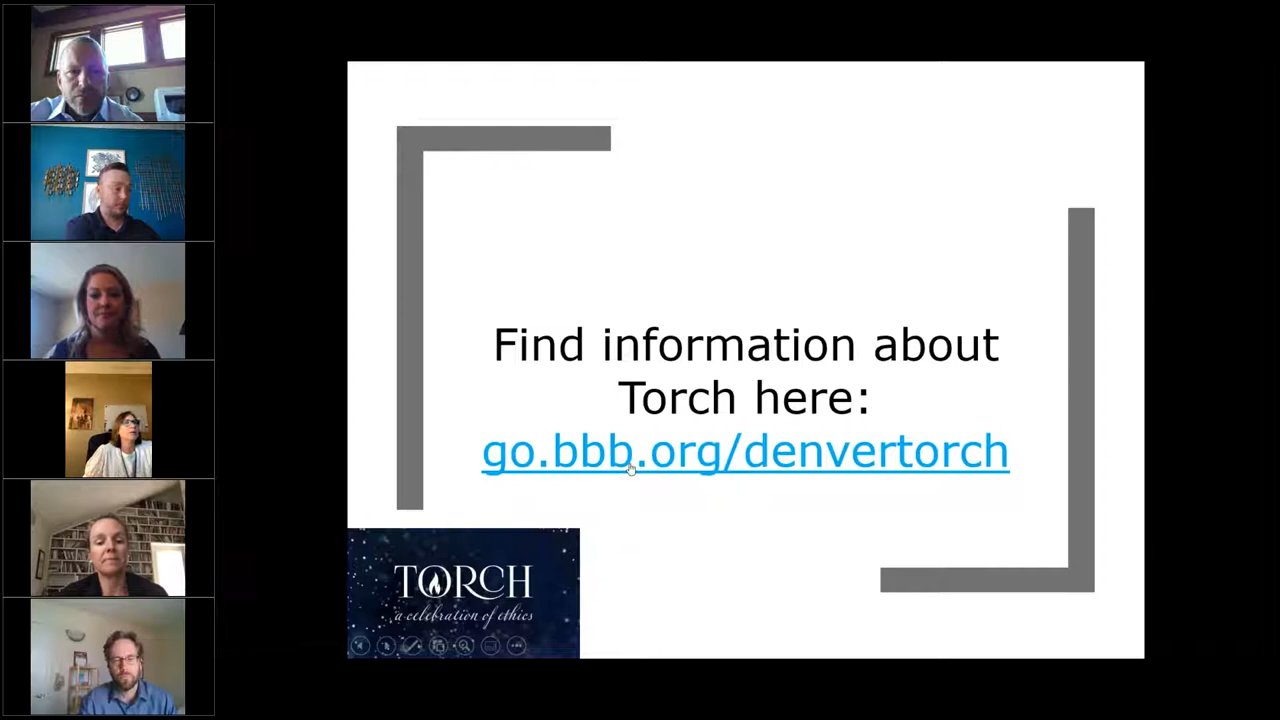 Find information about
Torch here:
go.bbb.org/denvertorch
TORCH
a celebration of ethics